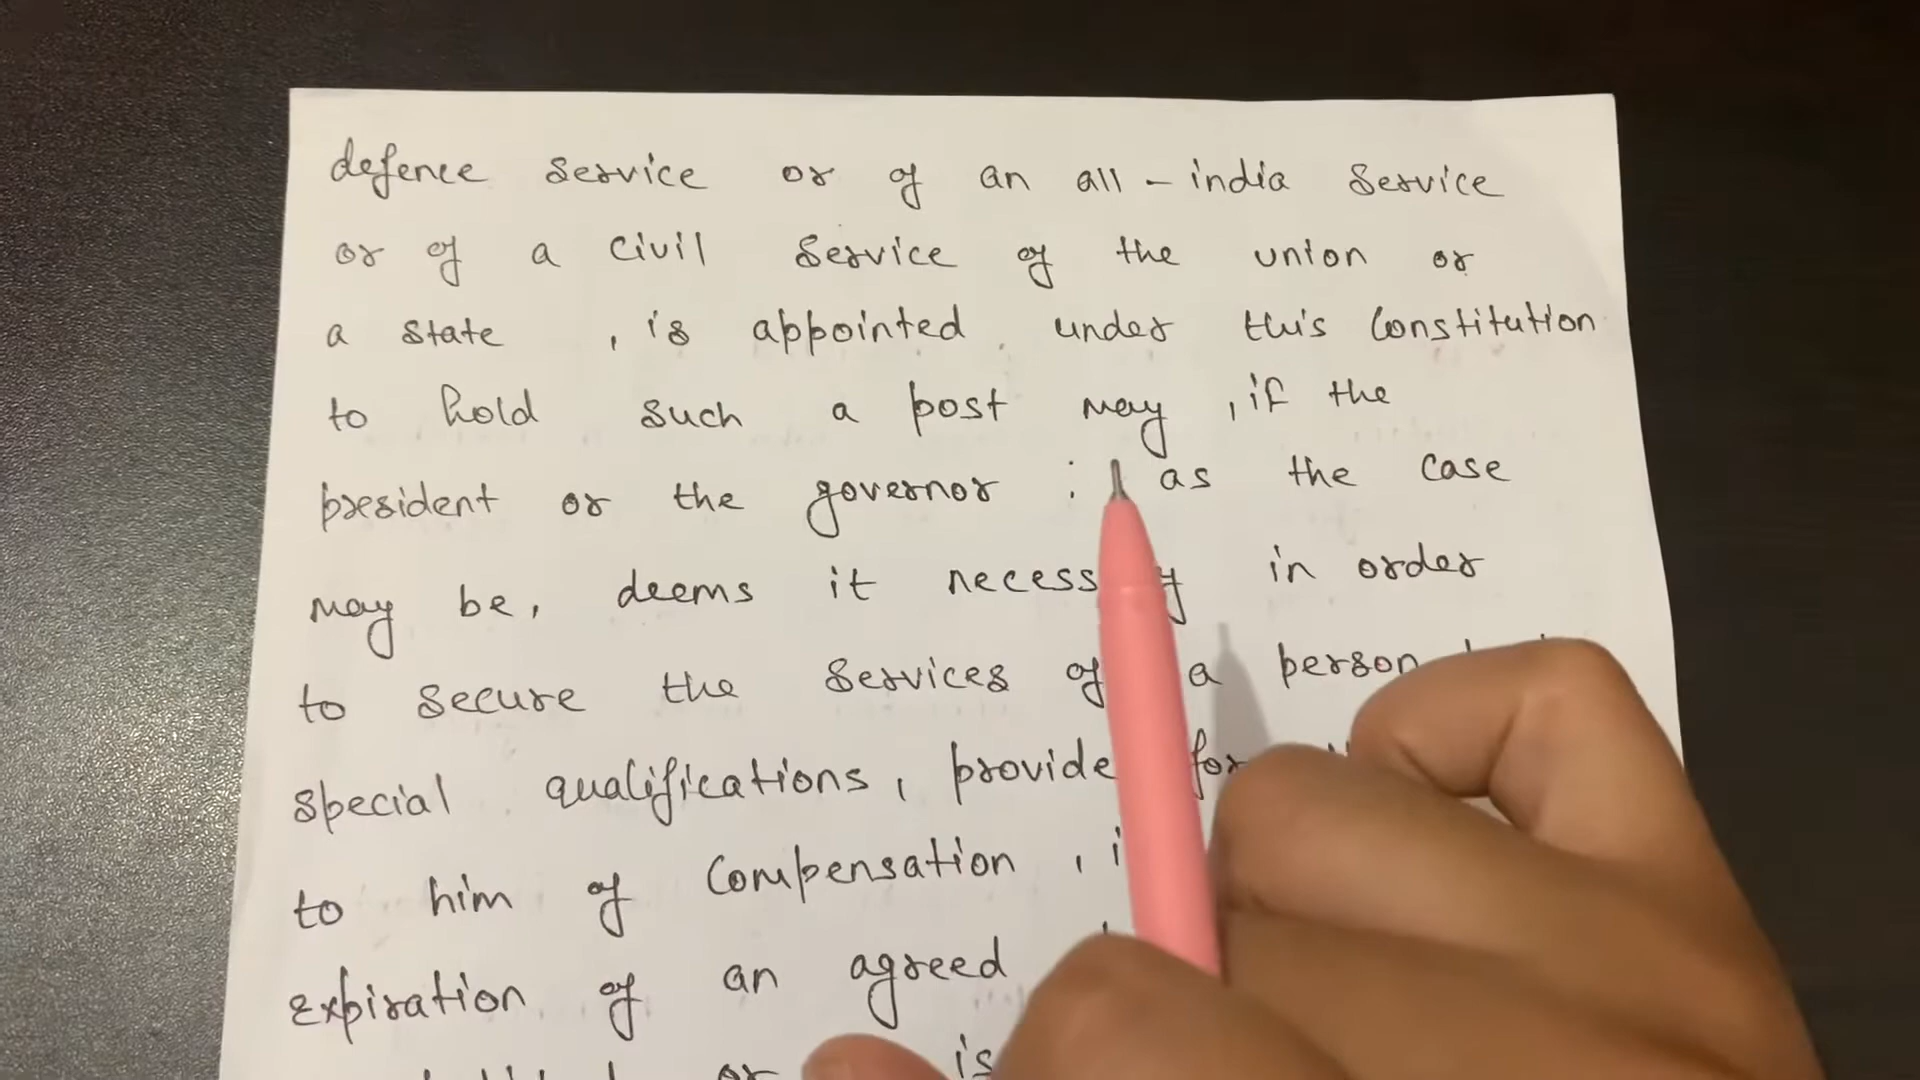 defence service or of an all - india service
or of a civil service of the union or
a state , is appointed under this Constitution
to hold such a post may , if the
president or the governor : as the case
may be, deems it necess y in order
to secure the services of a person
special qualifications, provide for
to him of Compensation , i
expiration of an agreed
or is